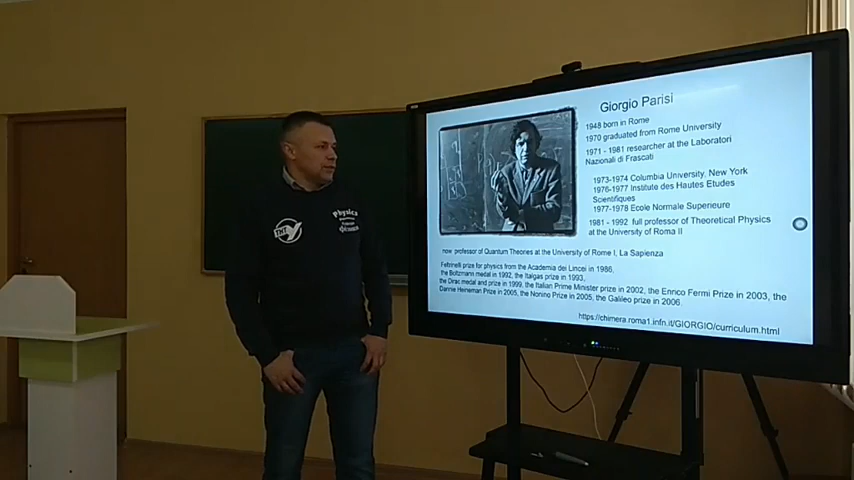 Giorgio Parisi
1948 born in Rome
1970 graduated from Rome University
1971 - 1981 researcher at the Laboratori
Nazionali di Frascati
1973-1974 Columbia University, New York
1976-1977 Institute des Hautes Etudes
Scientifiques
1977-1978 Ecole Normale Superieure
1981 - 1992 full professor of Theoretical Physics
at the University of Roma II
now professor of Quantum Theories at the University of Rome I, La Sapienza
Feltrinelli prize for physics from the Academia dei Lincei in 1986,
the Boltzmann medal in 1992, the Italgas prize in 1993,
the Dirac medal and prize in 1999, the Italian Prime Minister prize in 2002, the Enrico Fermi Prize in 2003, the
Dannie Heineman Prize in 2005, the Nonino Prize in 2005, the Galileo prize in 2006.
https://chimera.roma1.infn.it/GIORGIO/curriculum.html
Physics